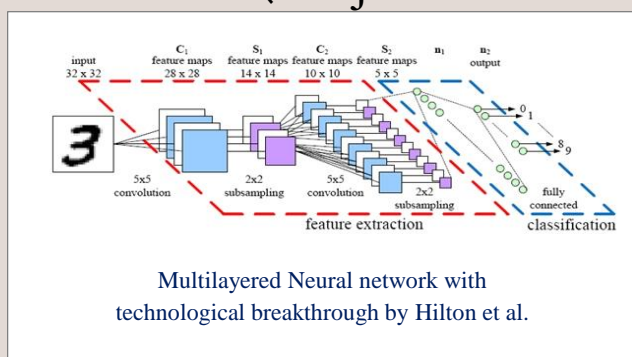 input
32 x 32
C1
feature maps
28 x 28
S1
feature maps
14 x 14
C2
feature maps
10 x 10
S2
feature maps
5 x 5
n1
n2
output
3
0
1
8
9
5x5
convolution
2x2
subsampling
5x5
convolution
2x2
subsampling
fully
connected
feature extraction
classification
Multilayered Neural network with
technological breakthrough by Hilton et al.